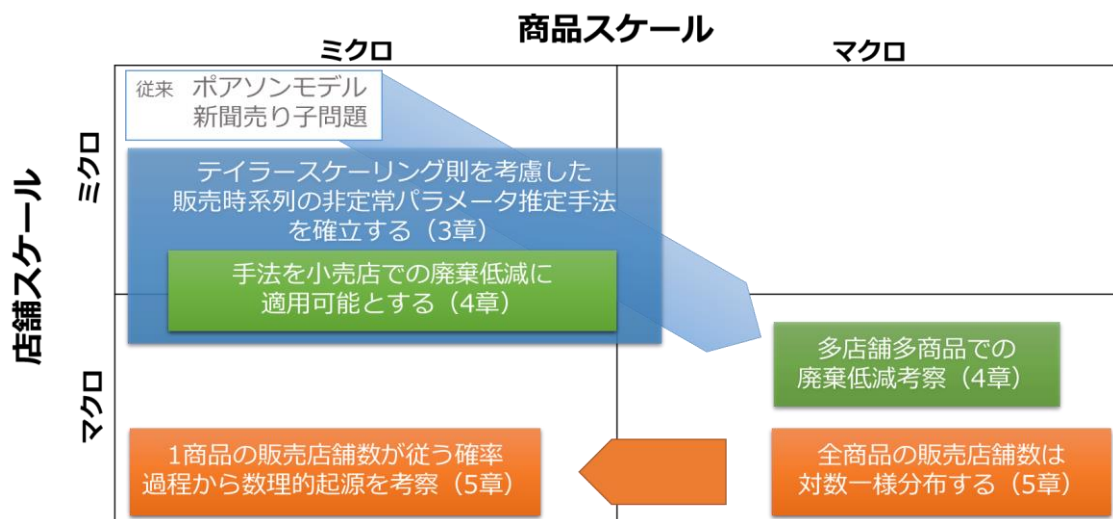 商品スケール
ミクロ
マクロ
店舗スケール
ミクロ
マクロ
従来 ポアソンモデル
新聞売り子問題
テイラースケーリング則を考慮した
販売時系列の非定常パラメータ推定手法
を確立する（3章）
手法を小売店での廃棄低減に
適用可能とする（4章）
多店舗多商品での
廃棄低減考察（4章）
1商品の販売店舗数が従う確率
過程から数理的起源を考察（5章）
全商品の販売店舗数は
対数一様分布する（5章）